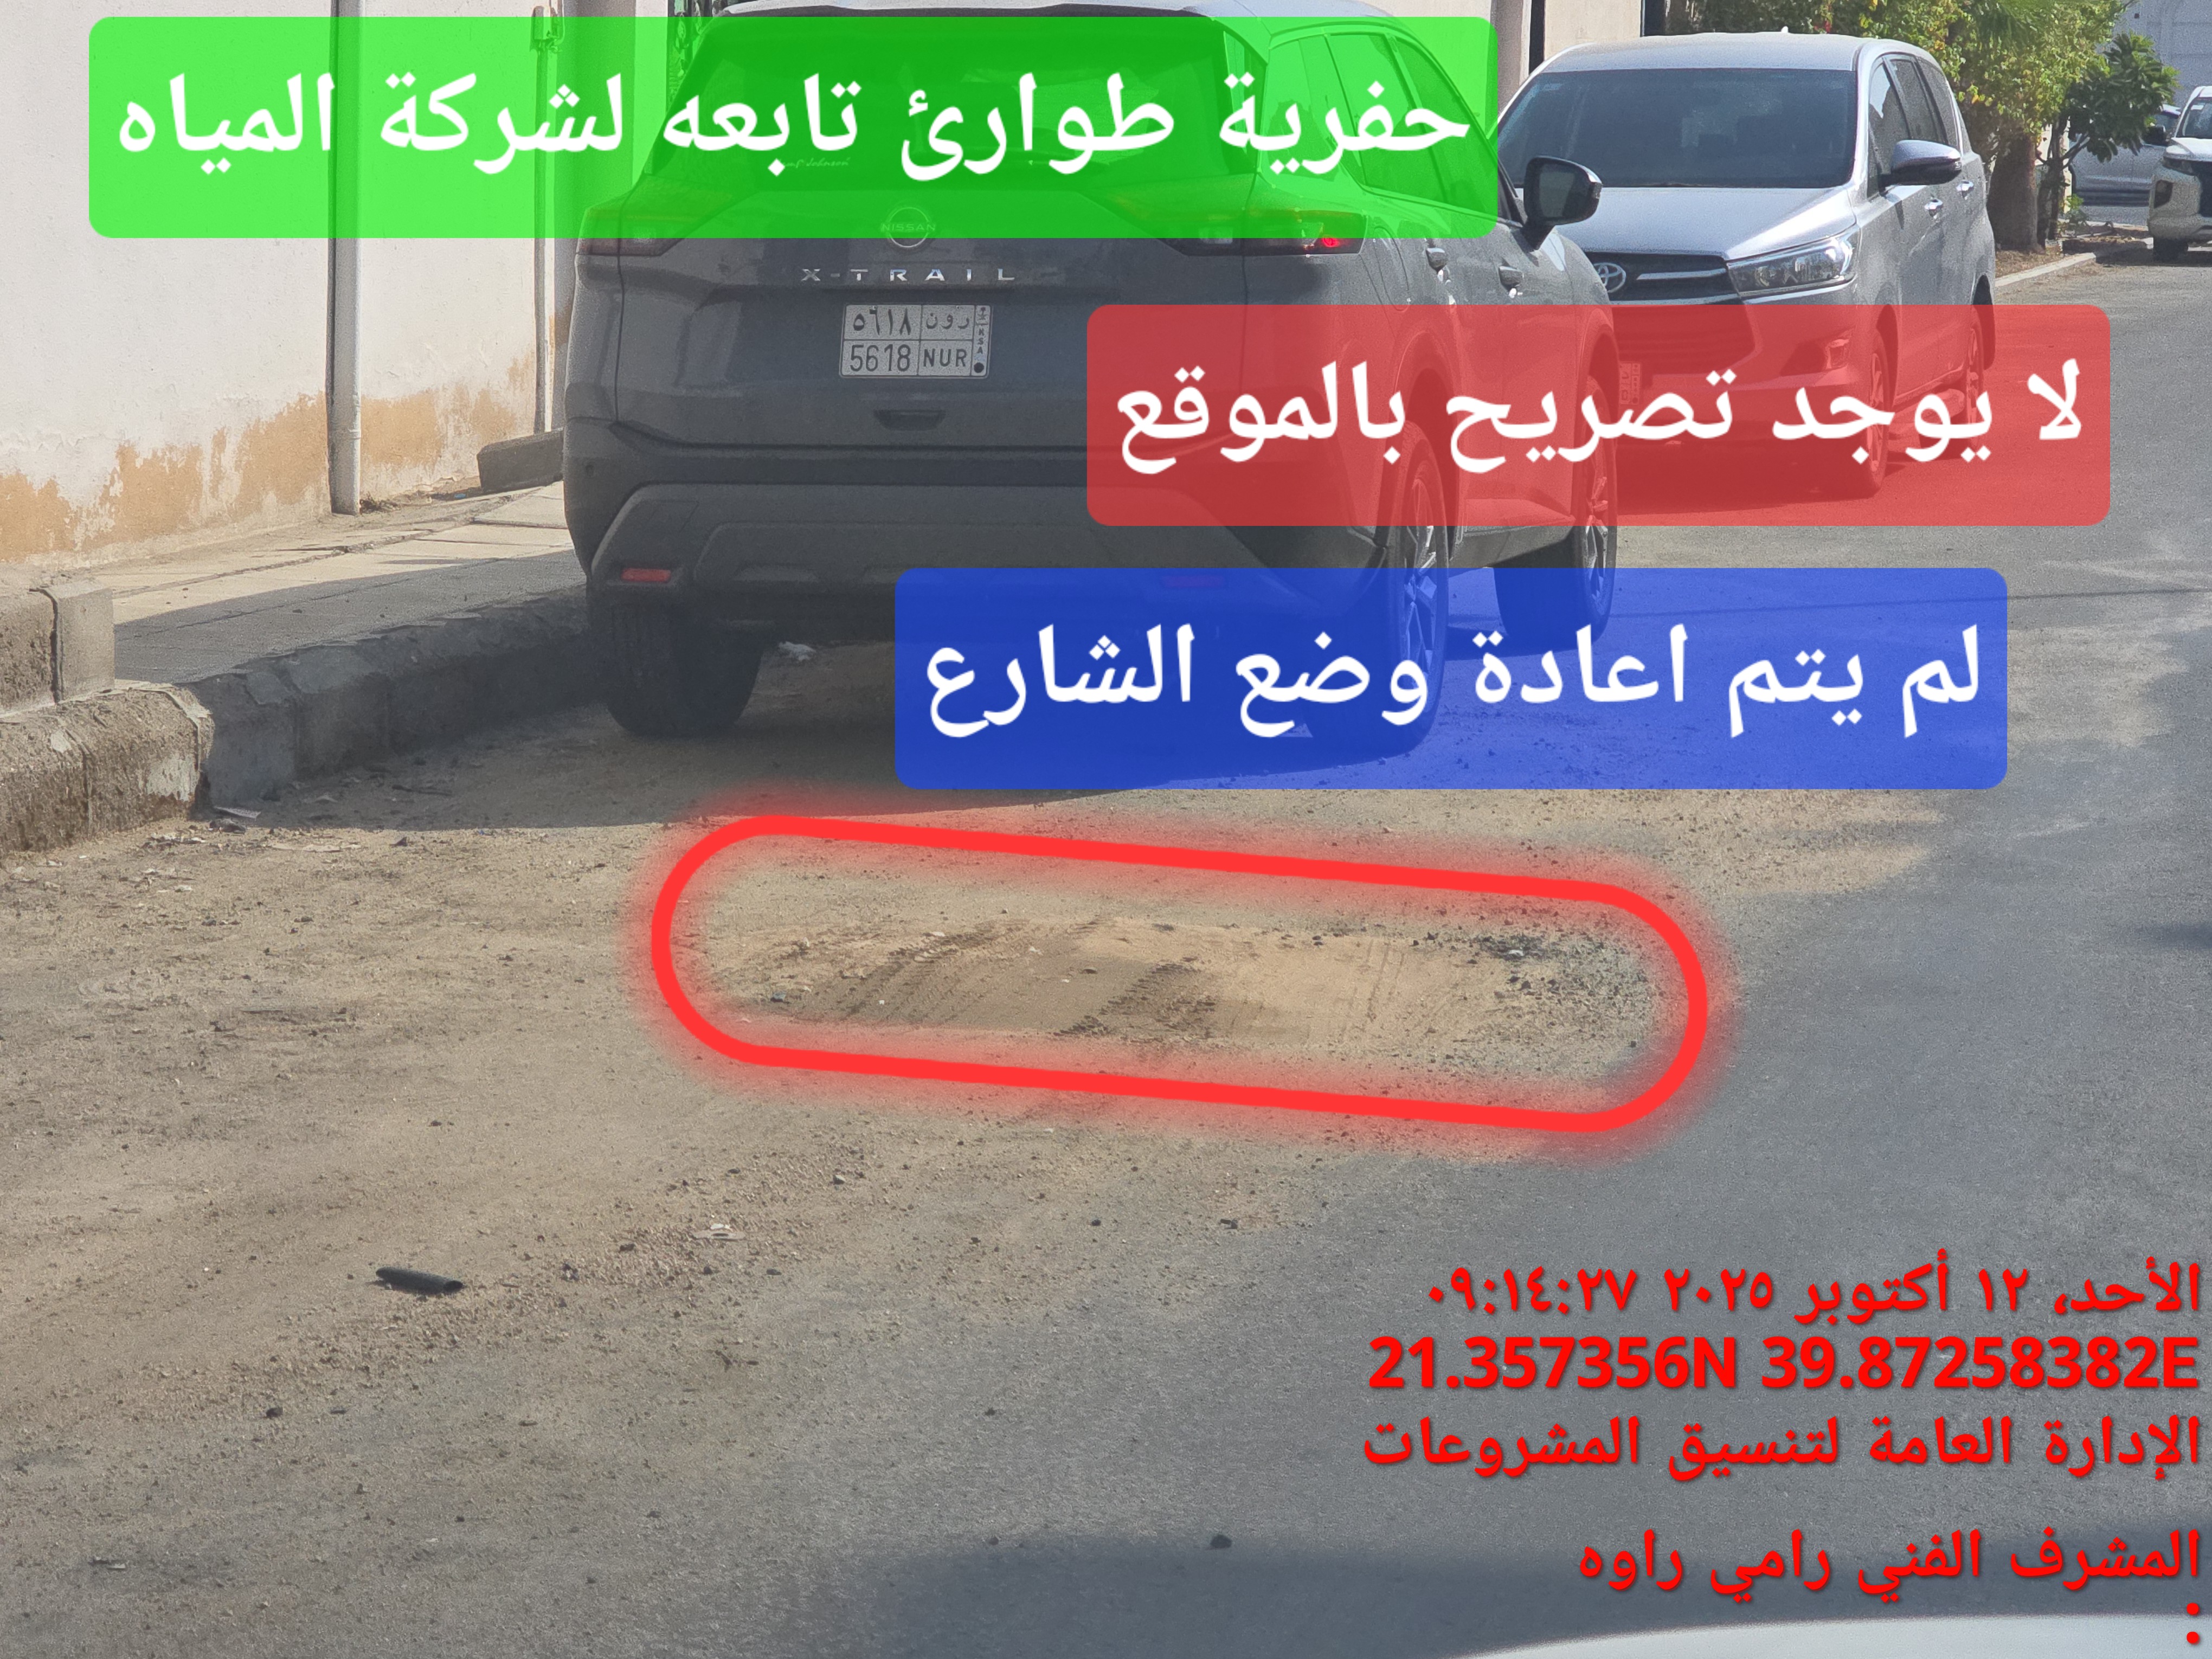 حفرية طوارئ تابعه لشركة المياه
NISSAN
X-TRAIL
٥٦١٨ رون
5618 NUR
KSA
لا يوجد تصريح بالموقع
لم يتم اعادة وضع الشارع
الأحد، ١٢ أكتوبر ٢٠٢٥ ٠٩:١٤:٢٧
21.357356N 39.87258382E
الإدارة العامة لتنسيق المشروعات
المشرف الفني رامي راوه
: